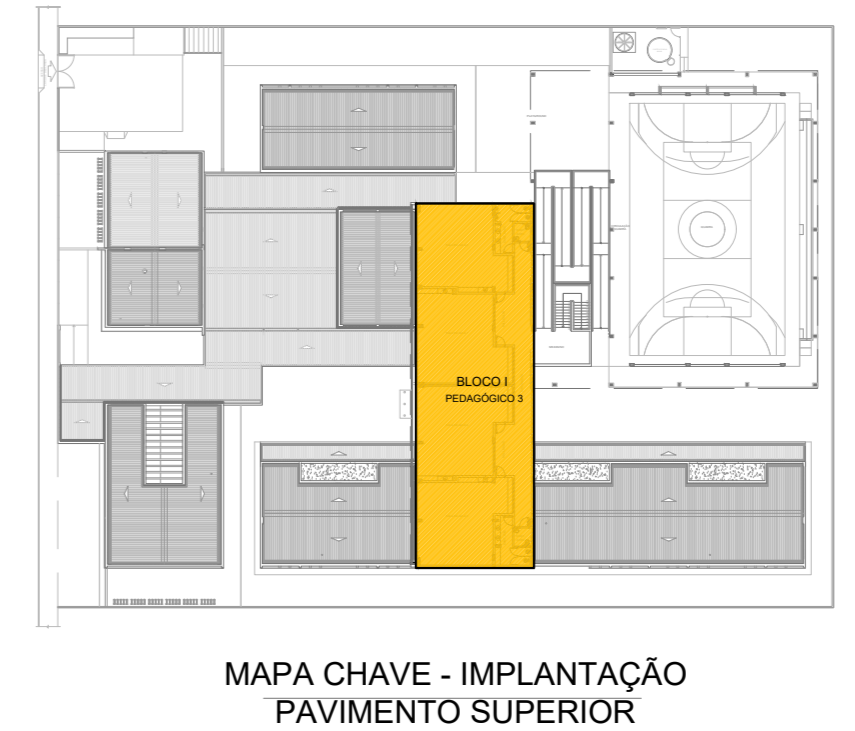 BLOCO I
PEDAGÓGICO 3
MAPA CHAVE - IMPLANTAÇÃO
PAVIMENTO SUPERIOR